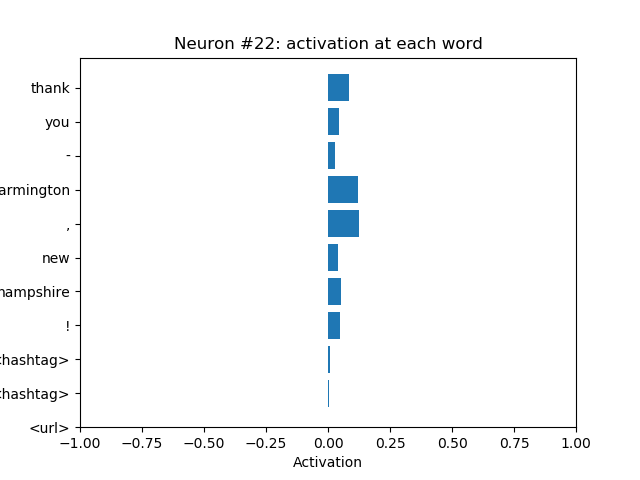 Neuron #22: activation at each word
thank
you
-
armington
,
new
hampshire
!
<hashtag>
<hashtag>
<url>
−1.00 −0.75 −0.50 −0.25 0.00 0.25 0.50 0.75 1.00
Activation